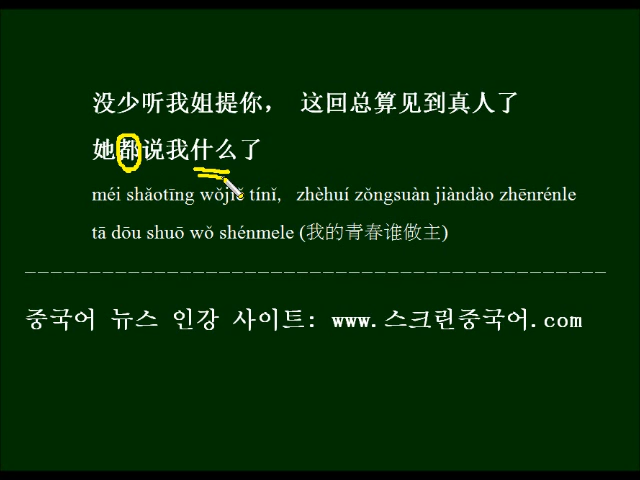 没少听我姐提你， 这回总算见到真人了
她都说我什么了
méi shǎotīng wǒjiě tínǐ, zhèhuí zǒngsuàn jiàndào zhēnrénle
tā dōu shuō wǒ shénmele (我的青春谁做主)
중국어 뉴스 인강 사이트: www.스크린중국어.com